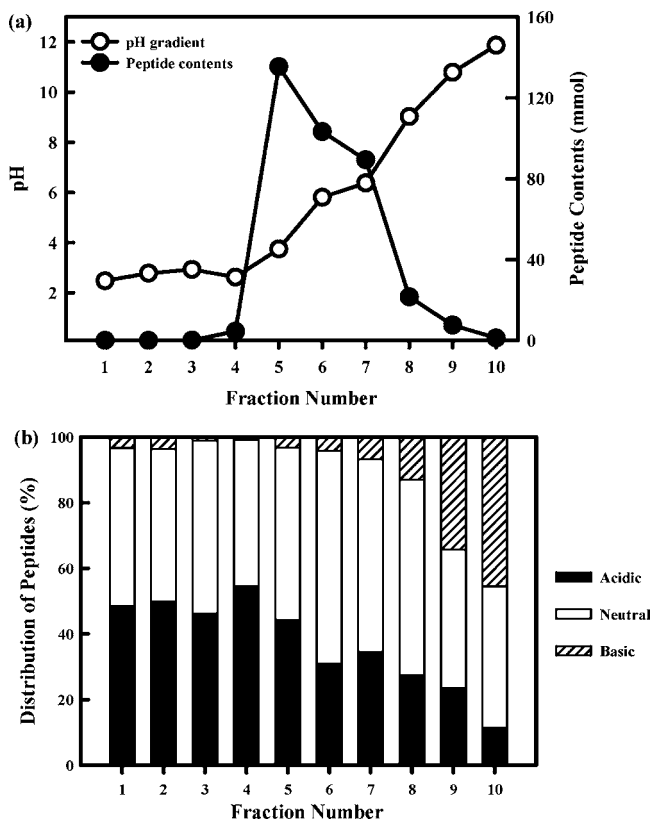 (a)
pH gradient
Peptide contents
12
10
8
6
4
2
pH
160
120
80
40
0
Peptide Contents (mmol)
1 2 3 4 5 6 7 8 9 10
Fraction Number
(b)
100
80
60
40
20
0
Distribution of Peptides (%)
Acidic
Neutral
Basic
1 2 3 4 5 6 7 8 9 10
Fraction Number